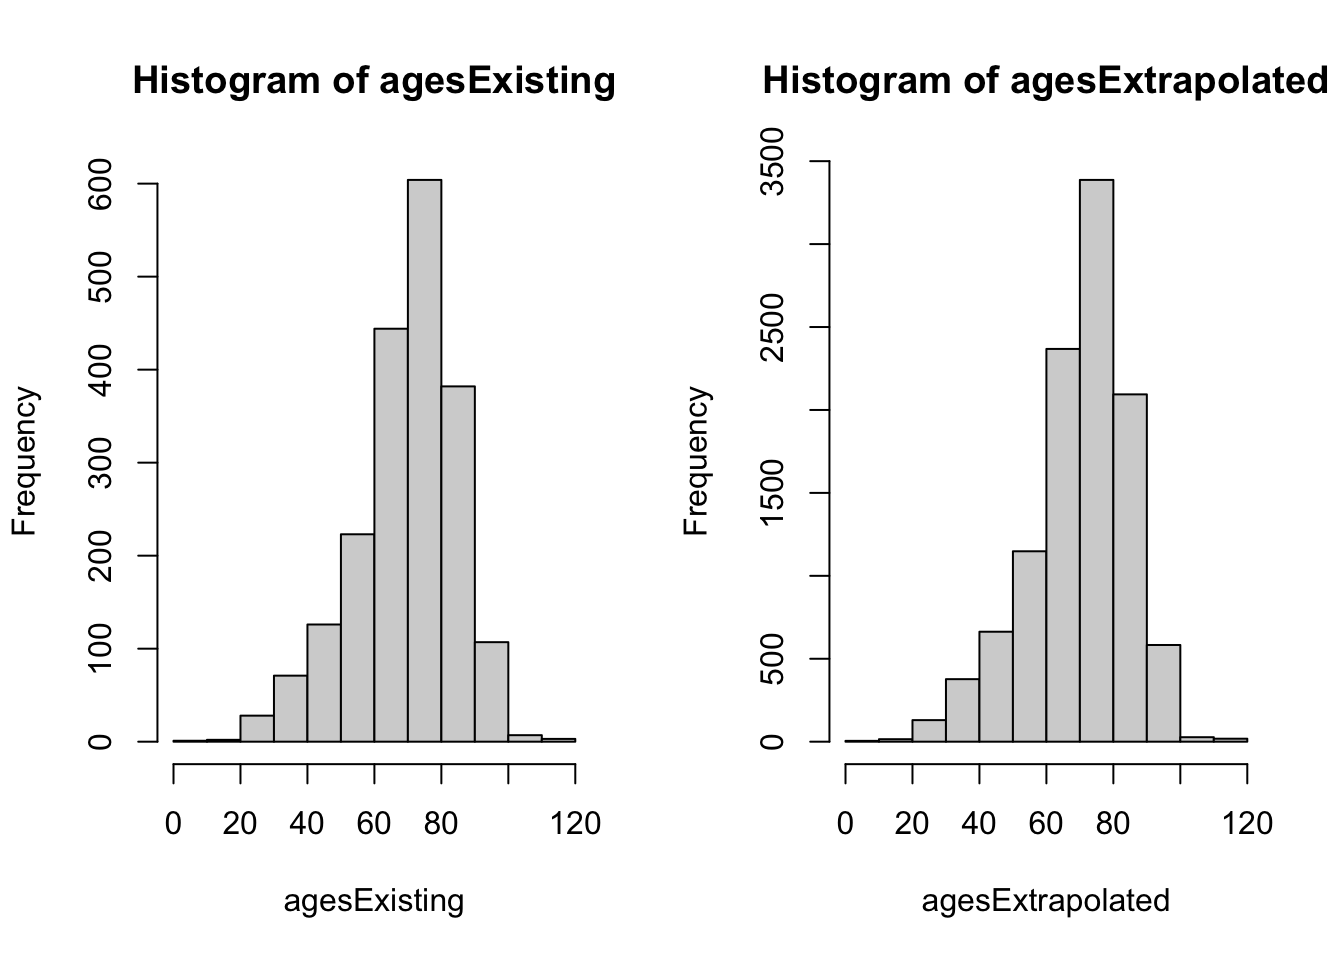 Histogram of agesExisting
Frequency
0 100 200 300 400 500 600
0 20 40 60 80 120
agesExisting
Histogram of agesExtrapolated
Frequency
0 500 1500 2500 3500
0 20 40 60 80 120
agesExtrapolated